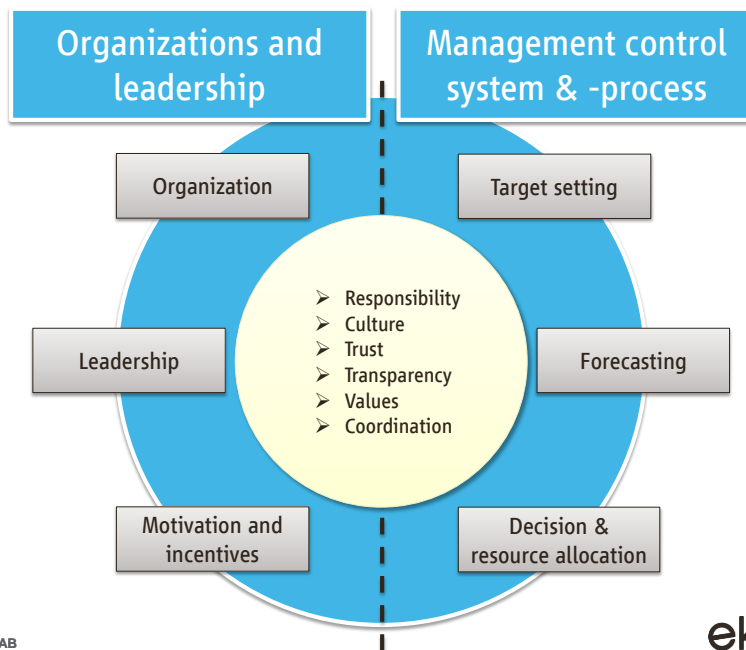 Organizations and
leadership
Management control
system & -process
Organization
Target setting
➤ Responsibility
➤ Culture
➤ Trust
➤ Transparency
➤ Values
➤ Coordination
Leadership
Forecasting
Motivation and
incentives
Decision &
resource allocation
AB
ek